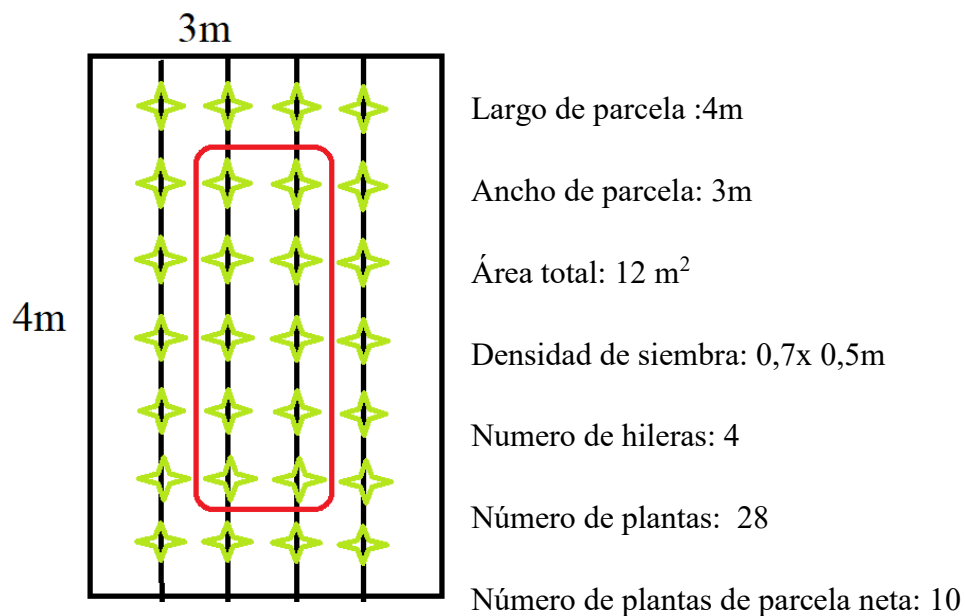 3m
4m
Largo de parcela :4m
Ancho de parcela: 3m
Área total: 12 m²
Densidad de siembra: 0,7x 0,5m
Numero de hileras: 4
Número de plantas:  28
Número de plantas de parcela neta: 10